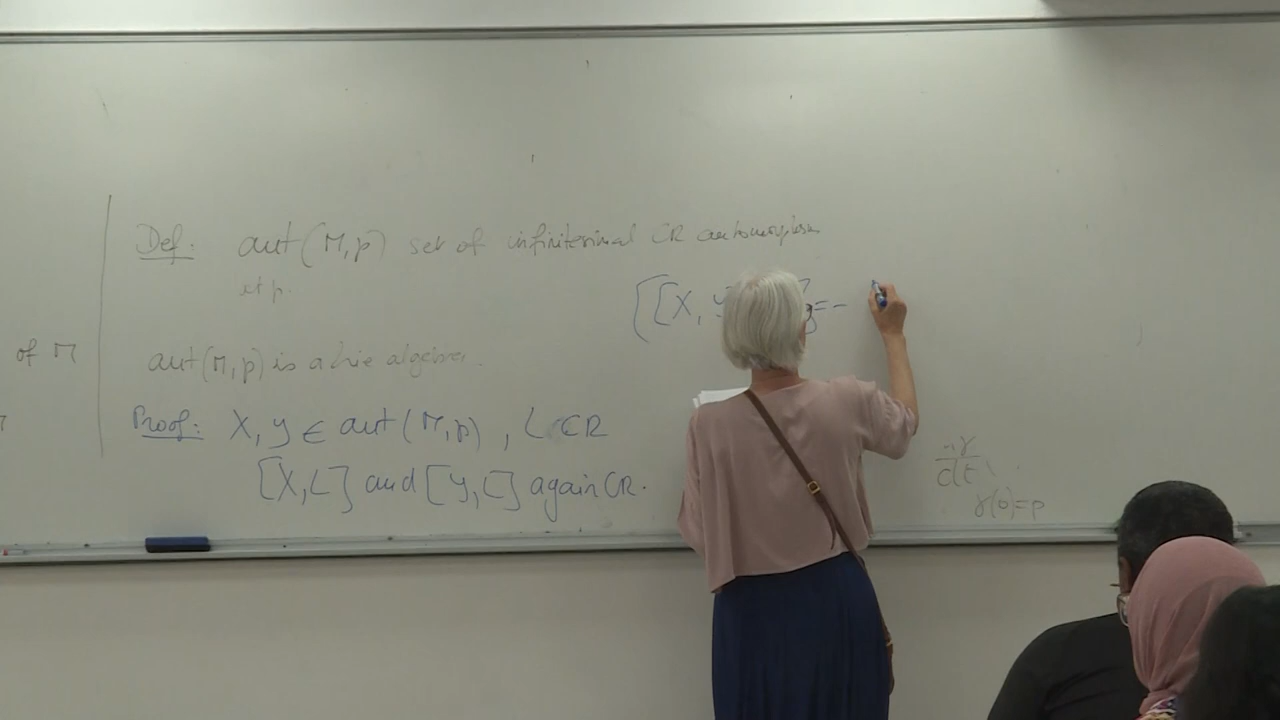 Def: aut(M,p) set of infinitesimal CR automorphism
at p.
[[X, y
= -
of M
aut(M,p) is a Lie algebra.
Proof: X, y ∈ aut(M,p), L CR
[X,L] and [y,L] again CR.
dt
γ(0)=p